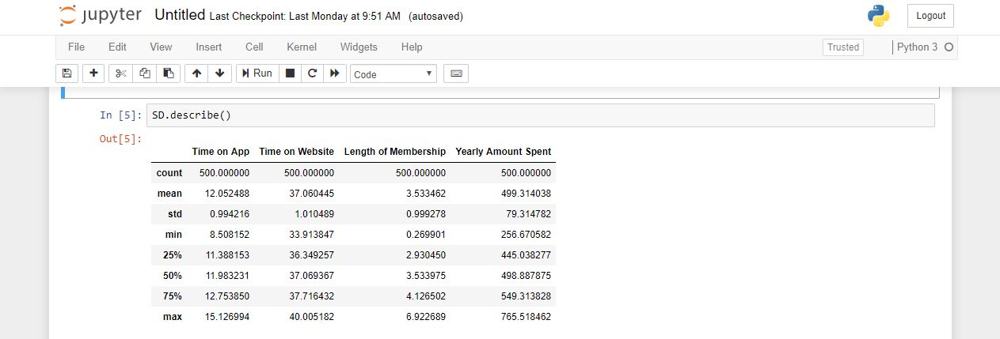 jupyter Untitled Last Checkpoint: Last Monday at 9:51 AM (autosaved) Logout
File Edit View Insert Cell Kernel Widgets Help Trusted Python 3
Run Code
In [5]: SD.describe()
Out[5]:
Time on App Time on Website Length of Membership Yearly Amount Spent
count 500.000000 500.000000 500.000000 500.000000
mean 12.052488 37.060445 3.533462 499.314038
std 0.994216 1.010489 0.999278 79.314782
min 8.508152 33.913847 0.269901 256.670582
25% 11.388153 36.349257 2.930450 445.038277
50% 11.983231 37.069367 3.533975 498.887875
75% 12.753850 37.716432 4.126502 549.313828
max 15.126994 40.005182 6.922689 765.518462